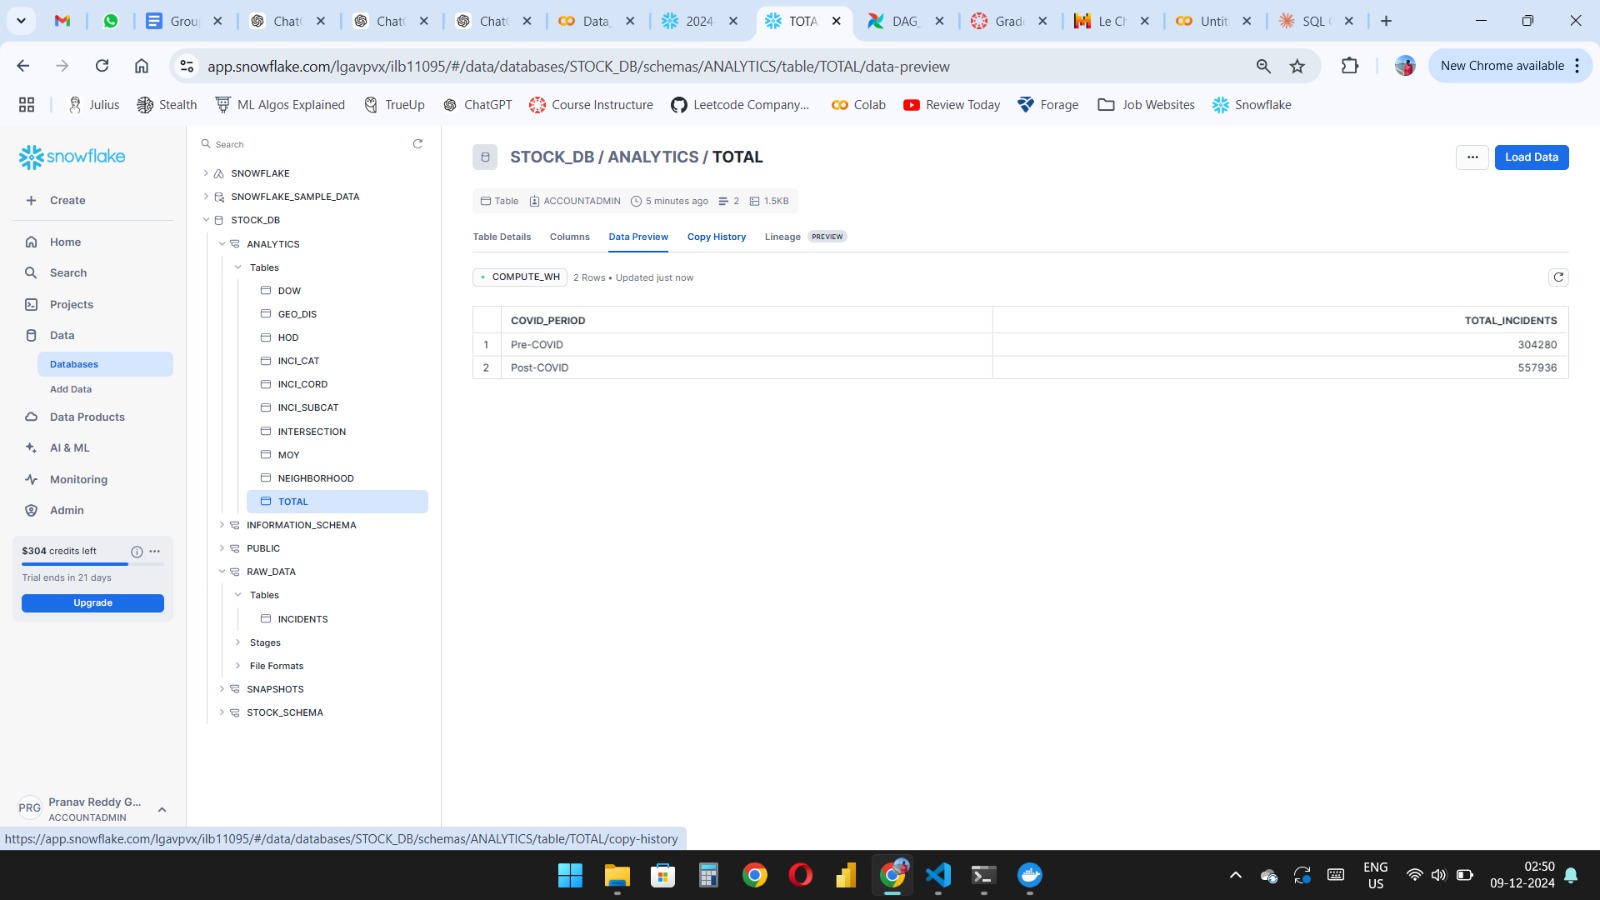 Grou
ChatG
ChatG
ChatG
Data_
2024-
TOTA
DAG_
Grade
Le Ch
Untit
SQL
app.snowflake.com/lgavpvx/ilb11095/#/data/databases/STOCK_DB/schemas/ANALYTICS/table/TOTAL/data-preview
New Chrome available
Julius
Stealth
ML Algos Explained
TrueUp
ChatGPT
Course Instructure
Leetcode Company...
Colab
Review Today
Forage
Job Websites
Snowflake
snowflake
Create
Home
Search
Projects
Data
Databases
Add Data
Data Products
AI & ML
Monitoring
Admin
$304 credits left
Trial ends in 21 days
Upgrade
PRG
Pranav Reddy G...
ACCOUNTADMIN
Search
SNOWFLAKE
SNOWFLAKE_SAMPLE_DATA
STOCK_DB
ANALYTICS
Tables
DOW
GEO_DIS
HOD
INCI_CAT
INCI_CORD
INCI_SUBCAT
INTERSECTION
MOY
NEIGHBORHOOD
TOTAL
INFORMATION_SCHEMA
PUBLIC
RAW_DATA
Tables
INCIDENTS
Stages
File Formats
SNAPSHOTS
STOCK_SCHEMA
STOCK_DB / ANALYTICS / TOTAL
Load Data
Table ACCOUNTADMIN 5 minutes ago 2 1.5KB
Table Details Columns Data Preview Copy History Lineage PREVIEW
COMPUTE_WH 2 Rows • Updated just now
COVID_PERIOD TOTAL_INCIDENTS
1 Pre-COVID 304280
2 Post-COVID 557936
https://app.snowflake.com/lgavpvx/ilb11095/#/data/databases/STOCK_DB/schemas/ANALYTICS/table/TOTAL/copy-history
ENG
US
02:50
09-12-2024